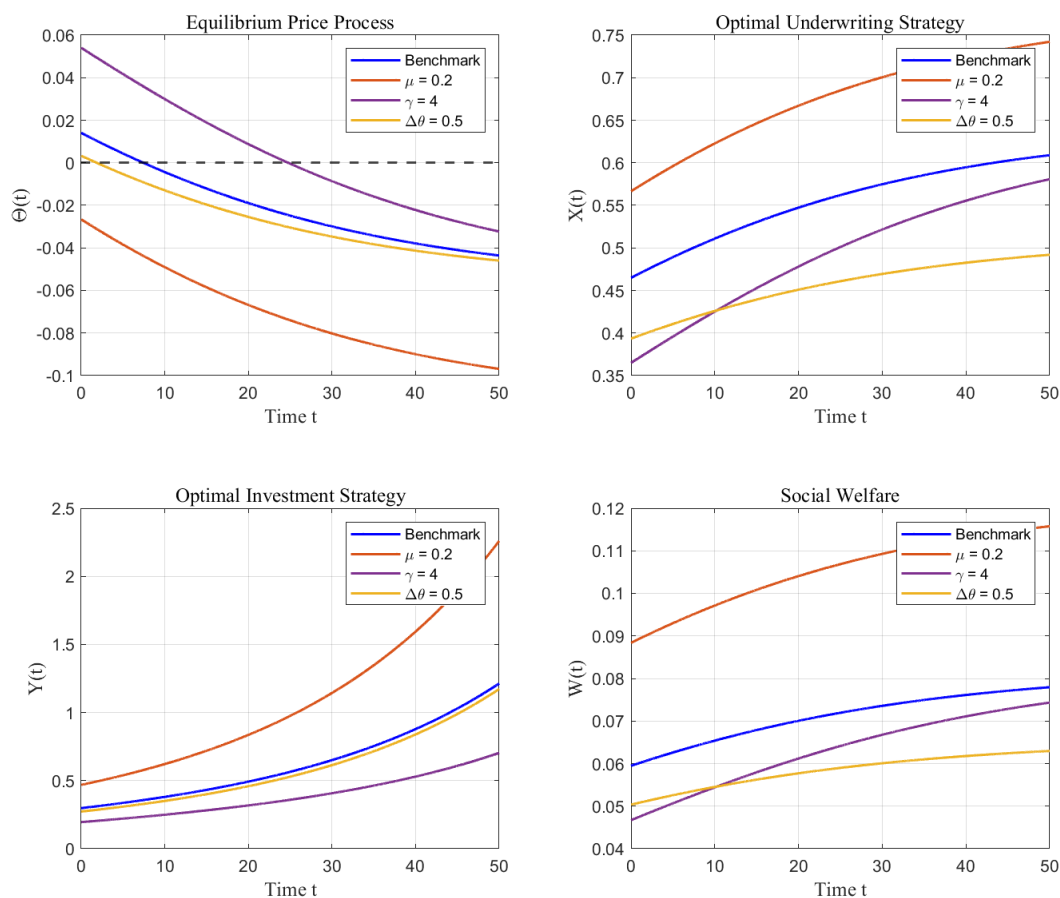 Equilibrium Price Process
0.06
0.04
0.02
0
-0.02
-0.04
-0.06
-0.08
-0.1
Θ(t)
Benchmark
μ = 0.2
γ = 4
Δθ = 0.5
0 10 20 30 40 50
Time t
Optimal Underwriting Strategy
0.75
0.7
0.65
0.6
0.55
0.5
0.45
0.4
0.35
X(t)
Benchmark
μ = 0.2
γ = 4
Δθ = 0.5
0 10 20 30 40 50
Time t
Optimal Investment Strategy
2.5
2
1.5
1
0.5
0
Y(t)
Benchmark
μ = 0.2
γ = 4
Δθ = 0.5
0 10 20 30 40 50
Time t
Social Welfare
0.12
0.11
0.1
0.09
0.08
0.07
0.06
0.05
0.04
W(t)
Benchmark
μ = 0.2
γ = 4
Δθ = 0.5
0 10 20 30 40 50
Time t